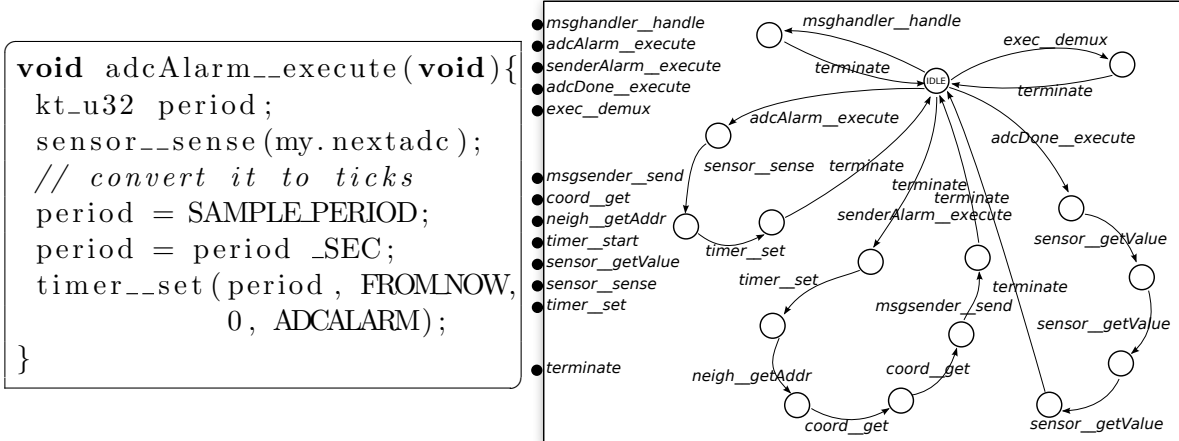 void adcAlarm__execute(void){
kt_u32 period;
sensor__sense(my.nextadc);
// convert it to ticks
period = SAMPLE_PERIOD;
period = period _SEC;
timer__set(period, FROM_NOW,
0, ADCALARM);
}
msghandler__handle
adcAlarm__execute
senderAlarm__execute
adcDone_execute
exec__demux
msgsender__send
coord__get
neigh__getAddr
timer__start
sensor__getValue
sensor__sense
timer__set
terminate
msghandler__handle
exec__demux
terminate
IDLE
terminate
adcAlarm__execute
adcDone__execute
sensor__sense
terminate
terminate
terminate
senderAlarm__execute
timer__set
sensor__getValue
timer__set
terminate
msgsender__send
sensor__getValue
neigh__getAddr
coord__get
coord__get
sensor__getValue